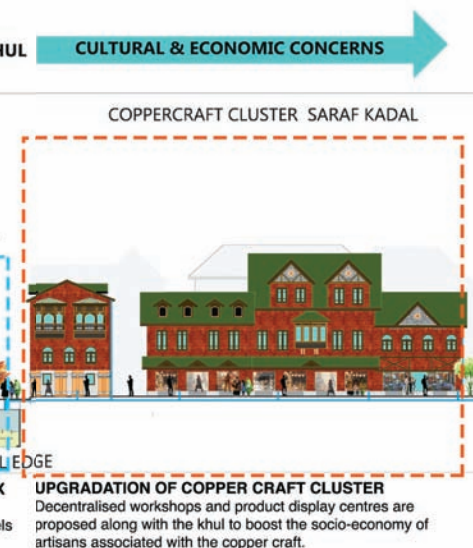 HUL
CULTURAL & ECONOMIC CONCERNS
COPPERCRAFT CLUSTER SARAF KADAL
L EDGE
X
UPGRADATION OF COPPER CRAFT CLUSTER
els
Decentralised workshops and product display centres are
proposed along with the khul to boost the socio-economy of
artisans associated with the copper craft.